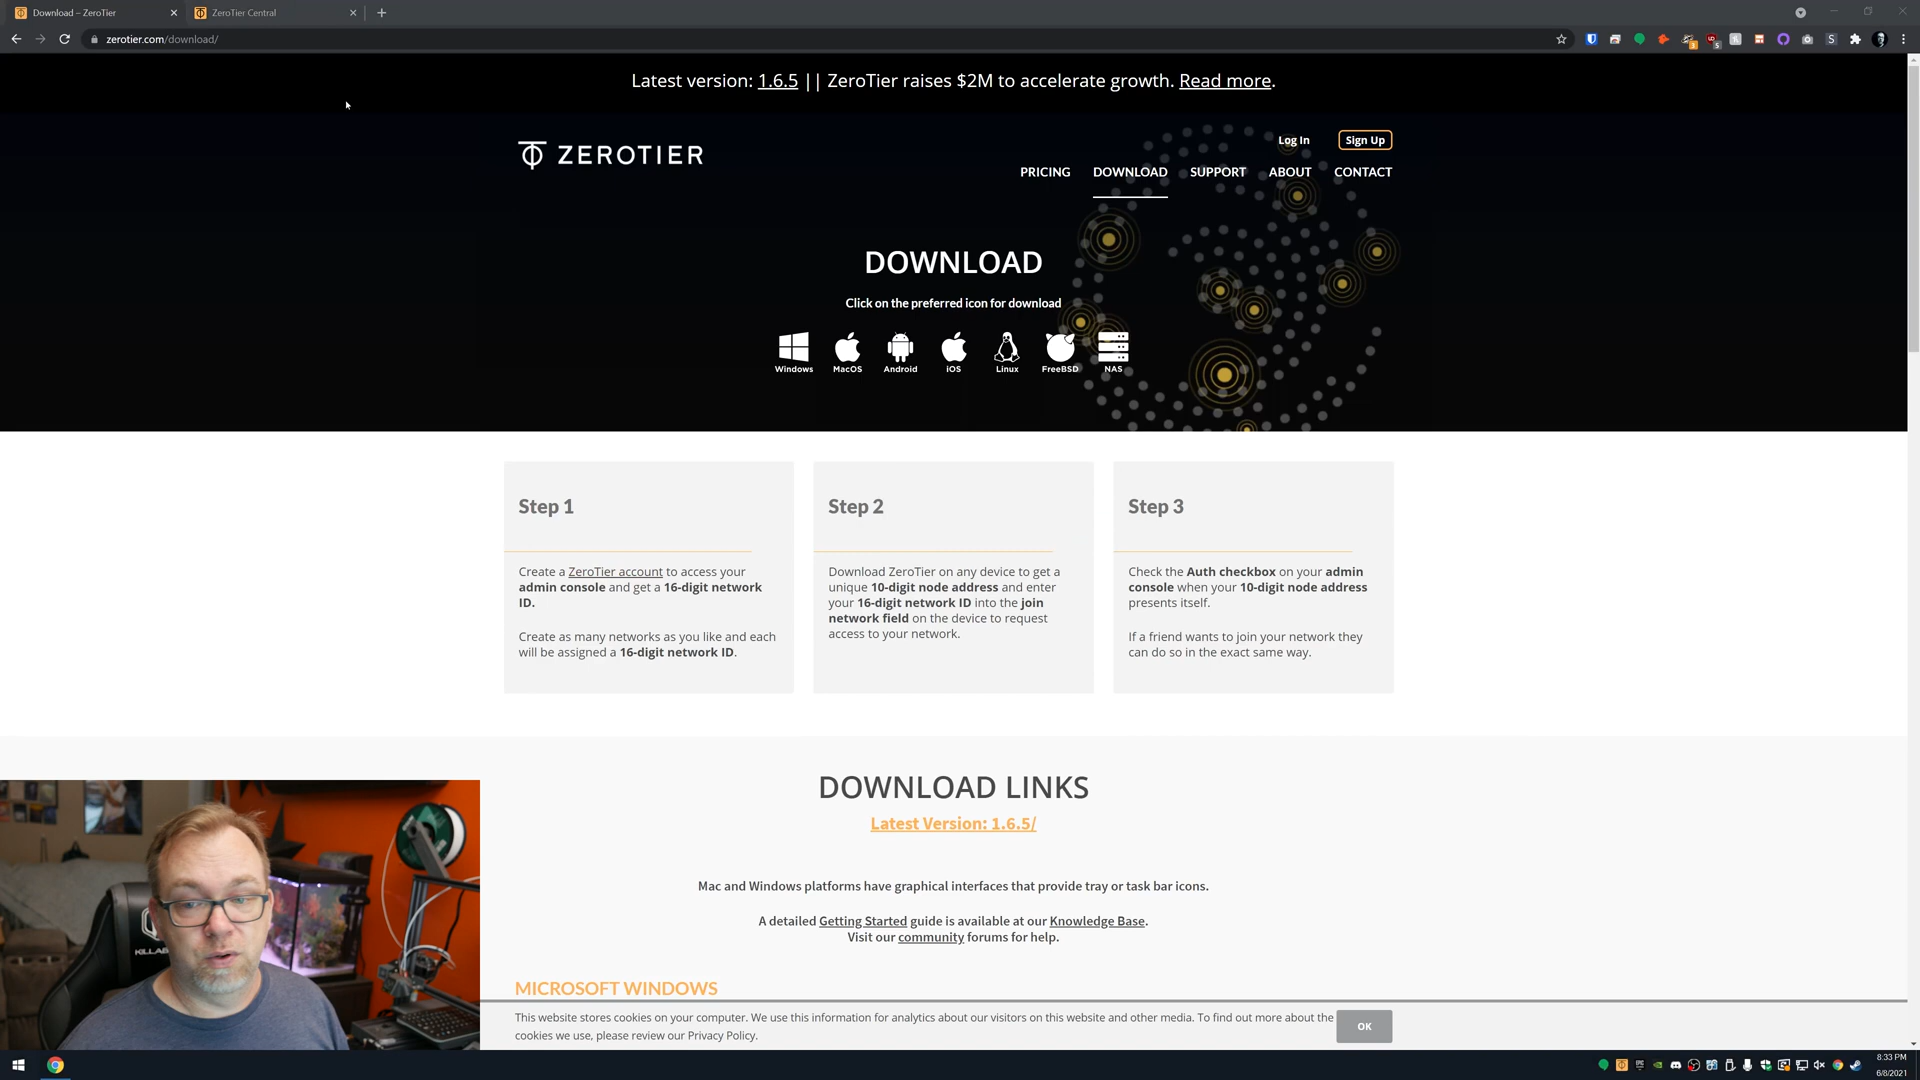 Download – ZeroTier
ZeroTier Central
zerotier.com/download/
Latest version: 1.6.5 || ZeroTier raises $2M to accelerate growth. Read more.
ZEROTIER
Log In
Sign Up
PRICING
DOWNLOAD
SUPPORT
ABOUT
CONTACT
DOWNLOAD
Click on the preferred icon for download
Windows
MacOS
Android
iOS
Linux
FreeBSD
NAS
Step 1
Create a ZeroTier account to access your
admin console and get a 16-digit network
ID.
Create as many networks as you like and each
will be assigned a 16-digit network ID.
Step 2
Download ZeroTier on any device to get a
unique 10-digit node address and enter
your 16-digit network ID into the join
network field on the device to request
access to your network.
Step 3
Check the Auth checkbox on your admin
console when your 10-digit node address
presents itself.
If a friend wants to join your network they
can do so in the exact same way.
DOWNLOAD LINKS
Latest Version: 1.6.5/
Mac and Windows platforms have graphical interfaces that provide tray or task bar icons.
A detailed Getting Started guide is available at our Knowledge Base.
Visit our community forums for help.
MICROSOFT WINDOWS
This website stores cookies on your computer. We use this information for analytics about our visitors on this website and other media. To find out more about the
cookies we use, please review our Privacy Policy.
OK
8:33 PM
6/8/2021